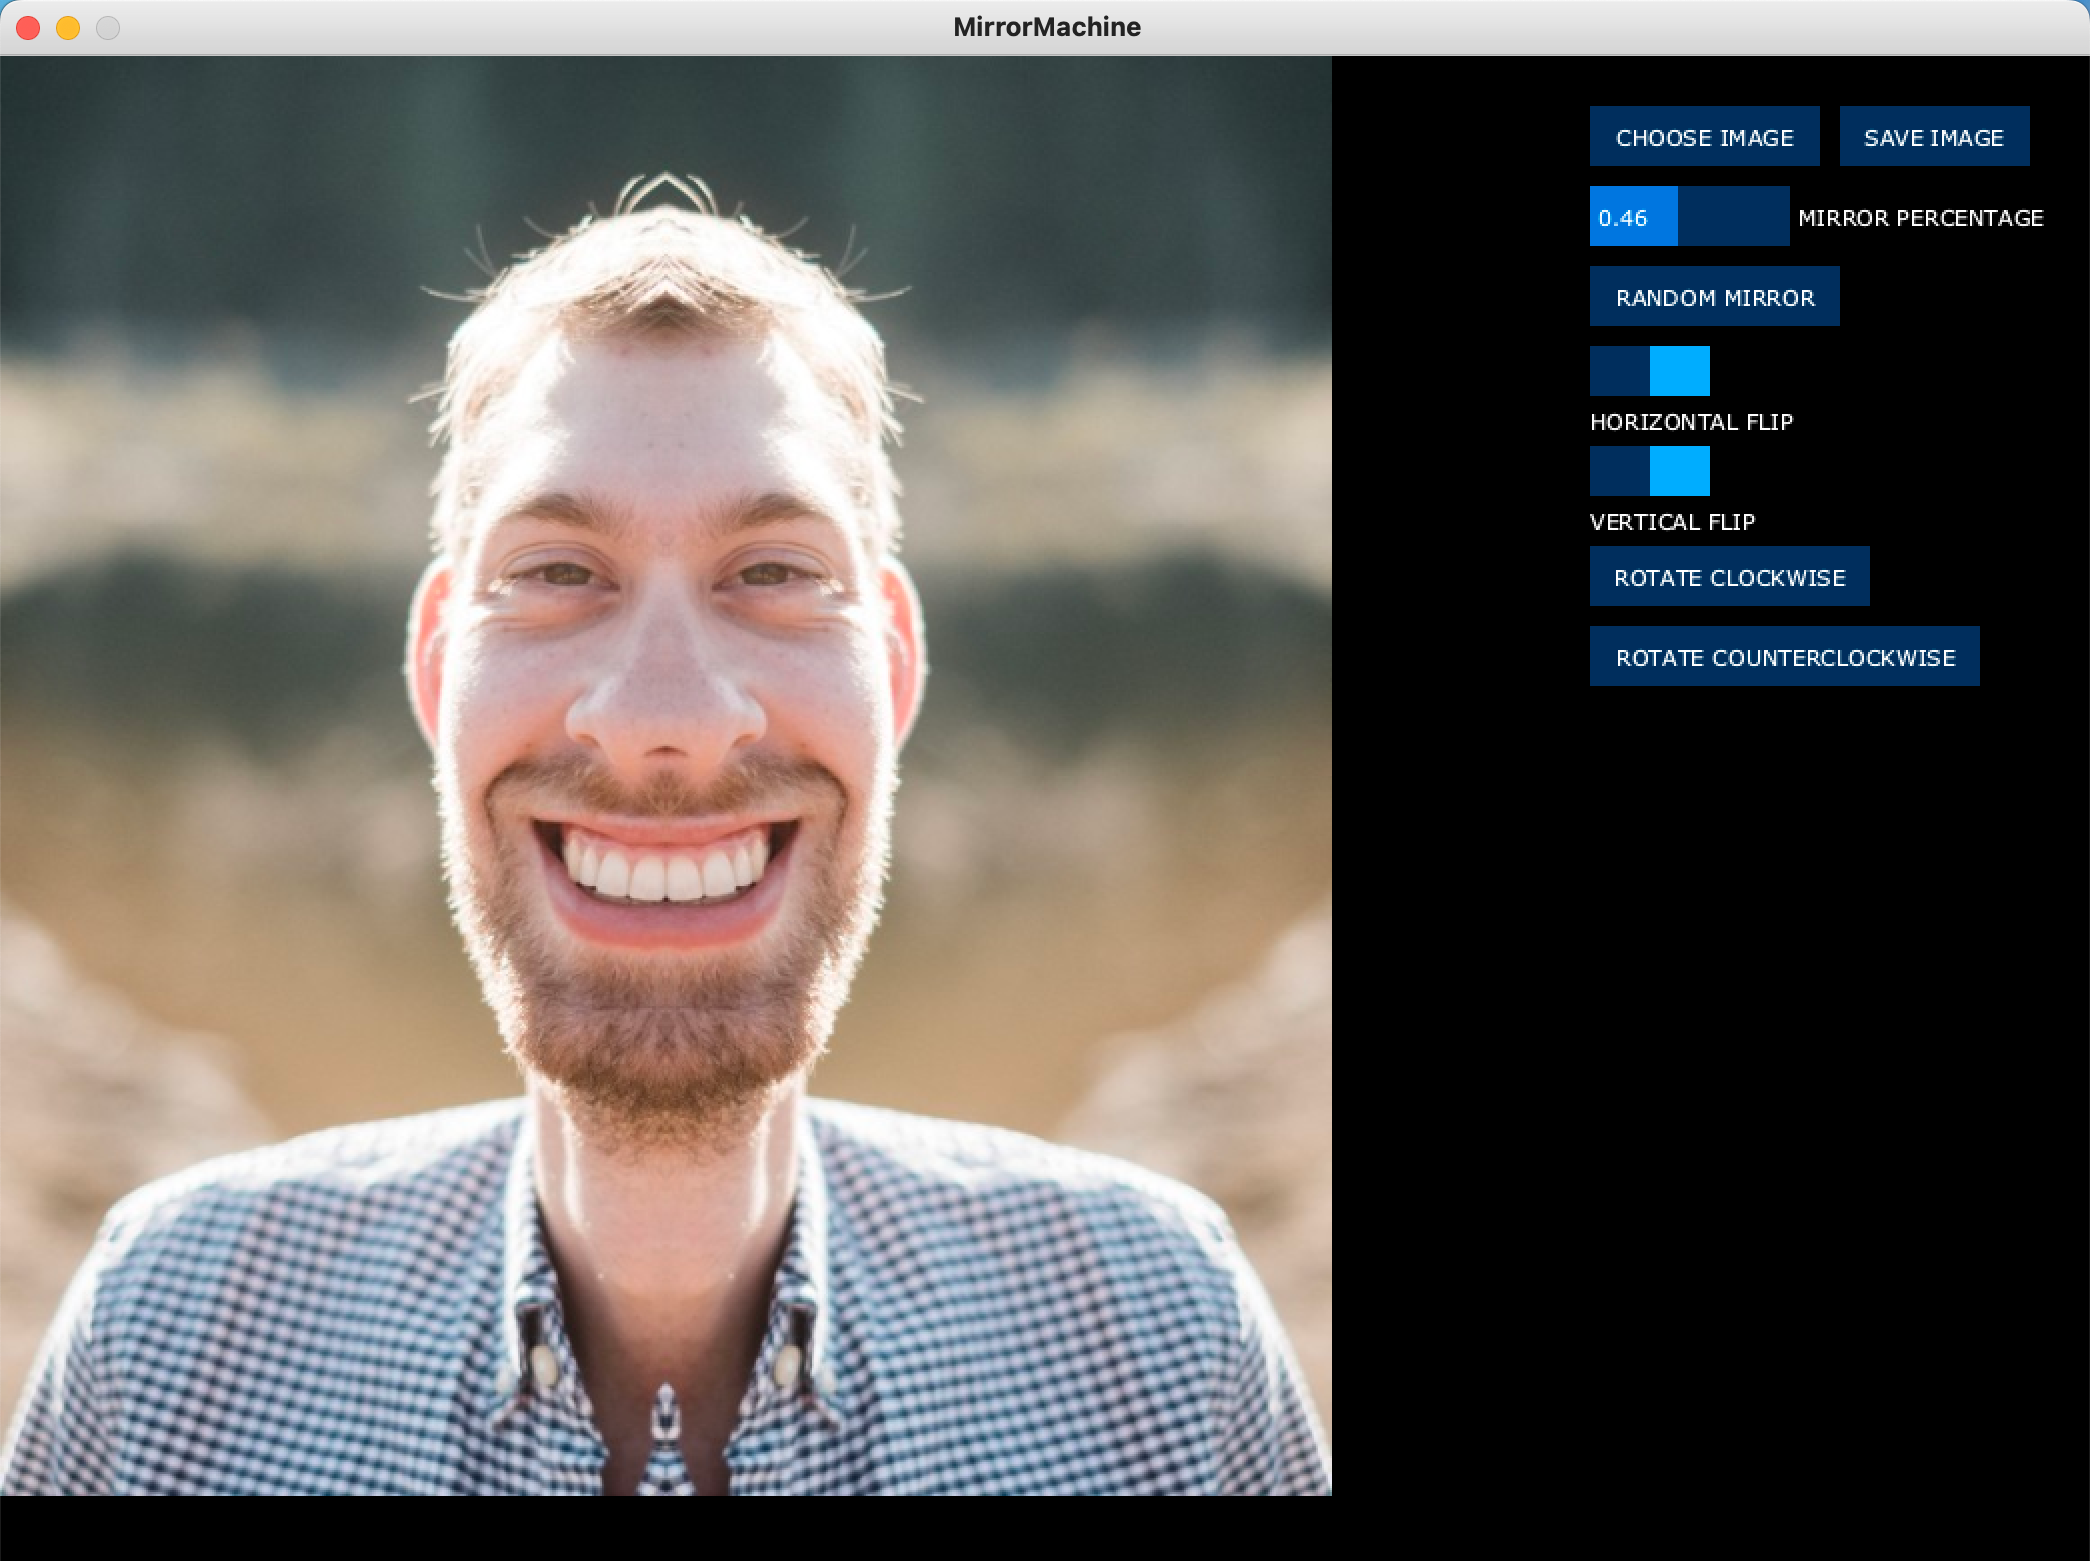 MirrorMachine
CHOOSE IMAGE SAVE IMAGE
0.46 MIRROR PERCENTAGE
RANDOM MIRROR
HORIZONTAL FLIP
VERTICAL FLIP
ROTATE CLOCKWISE
ROTATE COUNTERCLOCKWISE